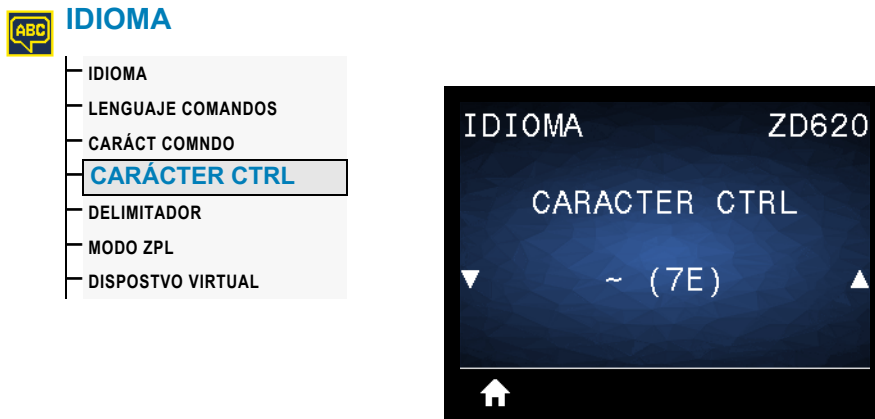 ABC
IDIOMA
IDIOMA
LENGUAJE COMANDOS
CARÁCT COMNDO
CARÁCTER CTRL
DELIMITADOR
MODO ZPL
DISPOSTVO VIRTUAL
IDIOMA ZD620
CARACTER CTRL
~ (7E)